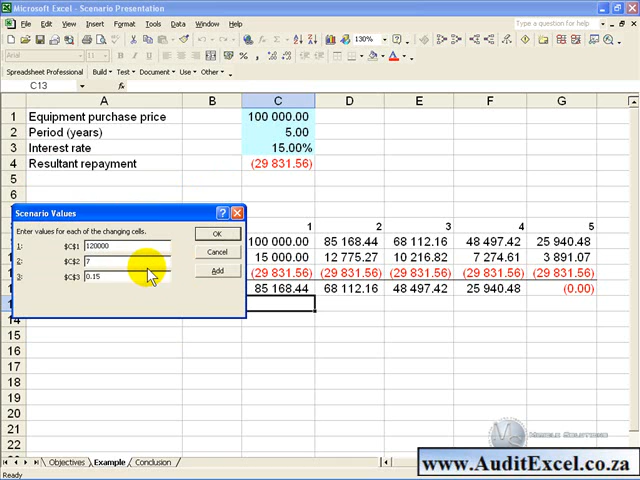 Microsoft Excel - Scenario Presentation
File Edit View Insert Format Tools Data Window Help
Type a question for help
130%
Spreadsheet Professional Build Test Document Use Other
C13 fx
A B C D E F G
1 Equipment purchase price 100 000.00
2 Period (years) 5.00
3 Interest rate 15.00%
4 Resultant repayment (29 831.56)
5
6
Scenario Values
Enter values for each of the changing cells.
1: $C$1 120000
2: $C$2 7
3: $C$3 0.15
OK
Cancel
Add
1 2 3 4 5
100 000.00 85 168.44 68 112.16 48 497.42 25 940.48
15 000.00 12 775.27 10 216.82 7 274.61 3 891.07
(29 831.56) (29 831.56) (29 831.56) (29 831.56) (29 831.56)
85 168.44 68 112.16 48 497.42 25 940.48 (0.00)
14
15
16
17
18
19
20
21
22
www.AuditExcel.co.za
Objectives Example Conclusion
Ready